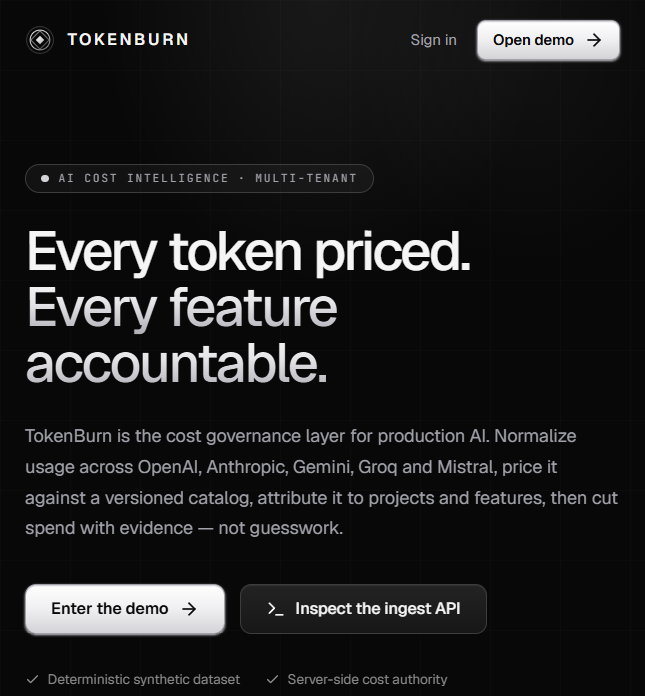 TOKENBURN
Sign in
Open demo
AI COST INTELLIGENCE · MULTI-TENANT
Every token priced.
Every feature
accountable.
TokenBurn is the cost governance layer for production AI. Normalize
usage across OpenAI, Anthropic, Gemini, Groq and Mistral, price it
against a versioned catalog, attribute it to projects and features, then cut
spend with evidence — not guesswork.
Enter the demo
Inspect the ingest API
Deterministic synthetic dataset
Server-side cost authority